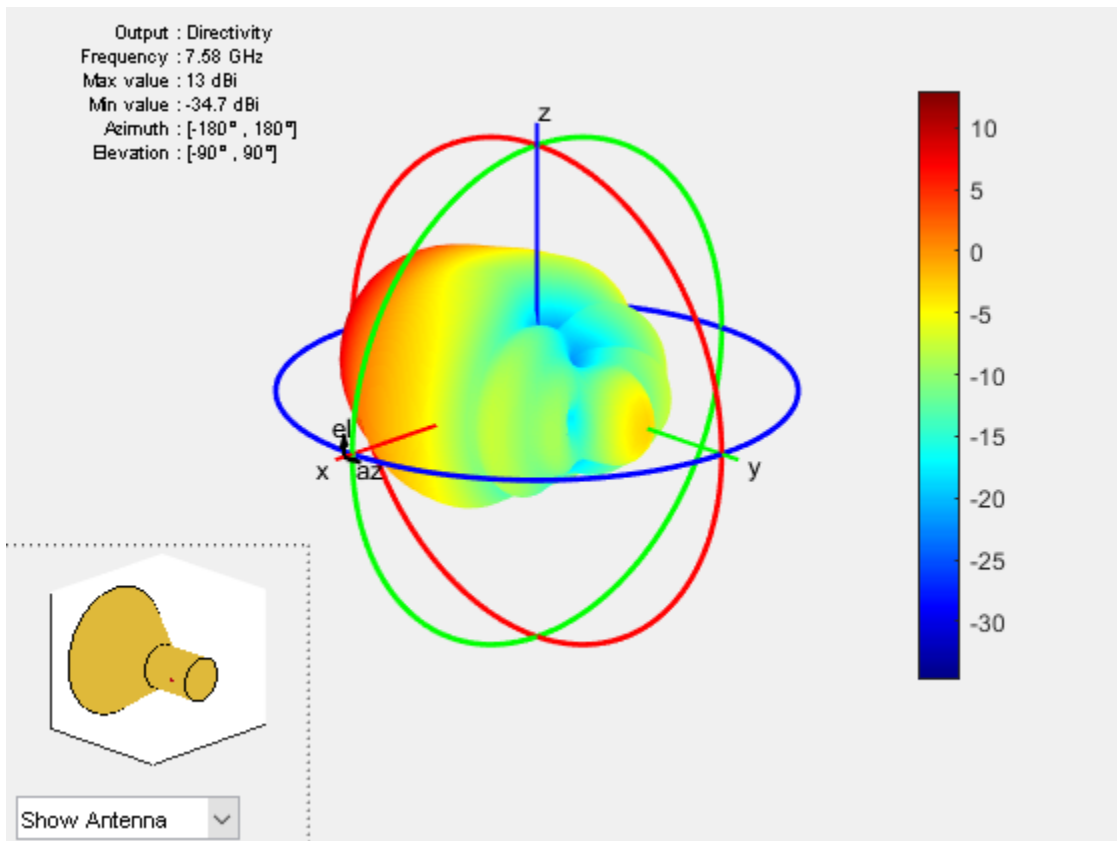 Output : Directivity
Frequency : 7.58 GHz
Max value : 13 dBi
Min value : -34.7 dBi
Azimuth : [-180° , 180°]
Elevation : [-90° , 90°]
z
10
5
0
-5
-10
-15
-20
-25
-30
el
x
az
y
Show Antenna